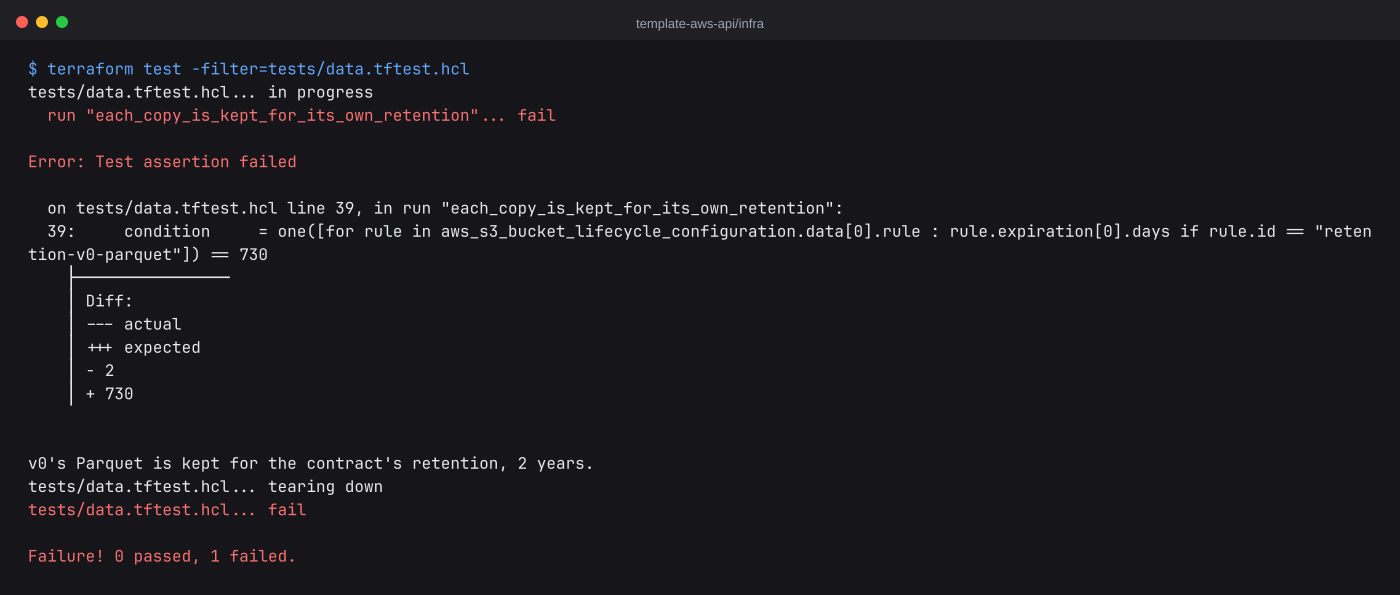 template-aws-api/infra
$ terraform test -filter=tests/data.tftest.hcl
tests/data.tftest.hcl... in progress
  run "each_copy_is_kept_for_its_own_retention"... fail

Error: Test assertion failed

  on tests/data.tftest.hcl line 39, in run "each_copy_is_kept_for_its_own_retention":
  39:     condition     = one([for rule in aws_s3_bucket_lifecycle_configuration.data[0].rule : rule.expiration[0].days if rule.id == "reten
tion-v0-parquet"]) == 730
    ├────────────────
    │ Diff:
    │ --- actual
    │ +++ expected
    │ - 2
    │ + 730


v0's Parquet is kept for the contract's retention, 2 years.
tests/data.tftest.hcl... tearing down
tests/data.tftest.hcl... fail

Failure! 0 passed, 1 failed.